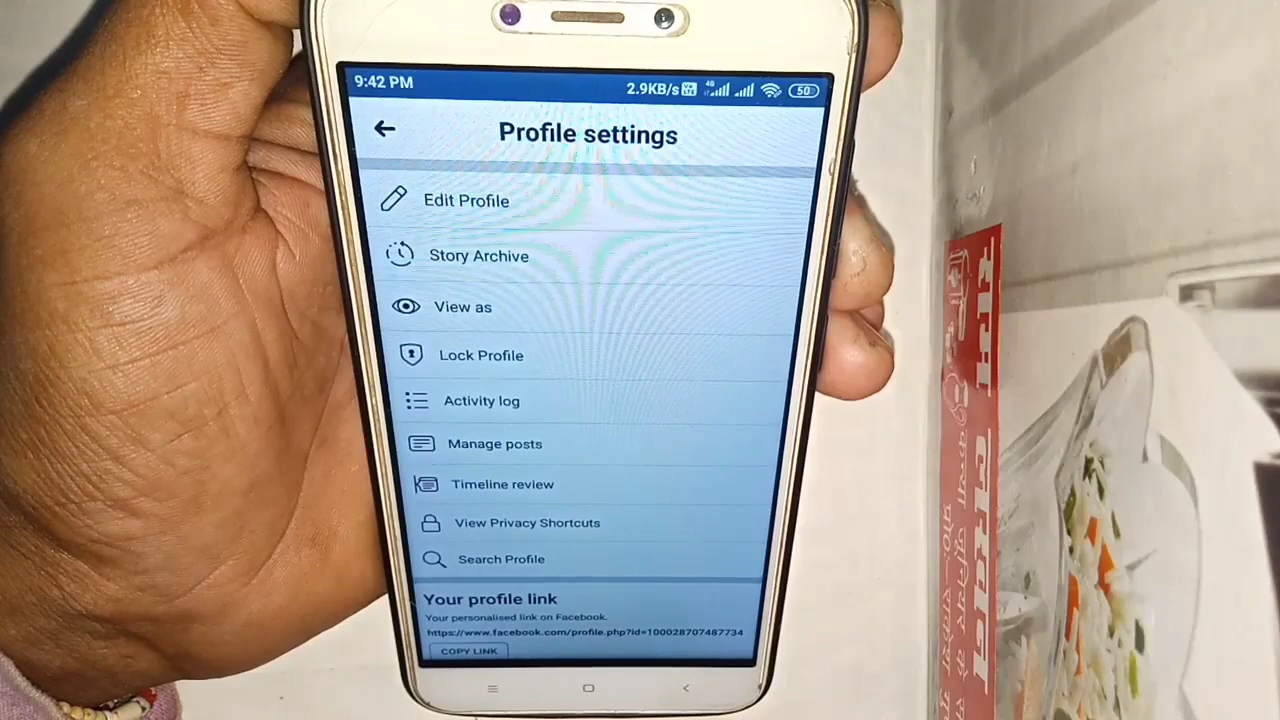 9:42 PM
2.9KB/s 4G 50
Profile settings
Edit Profile
Story Archive
View as
Lock Profile
Activity log
Manage posts
Timeline review
View Privacy Shortcuts
Search Profile
Your profile link
Your personalised link on Facebook.
https://www.facebook.com/profile.php?id=100028707487734
COPY LINK